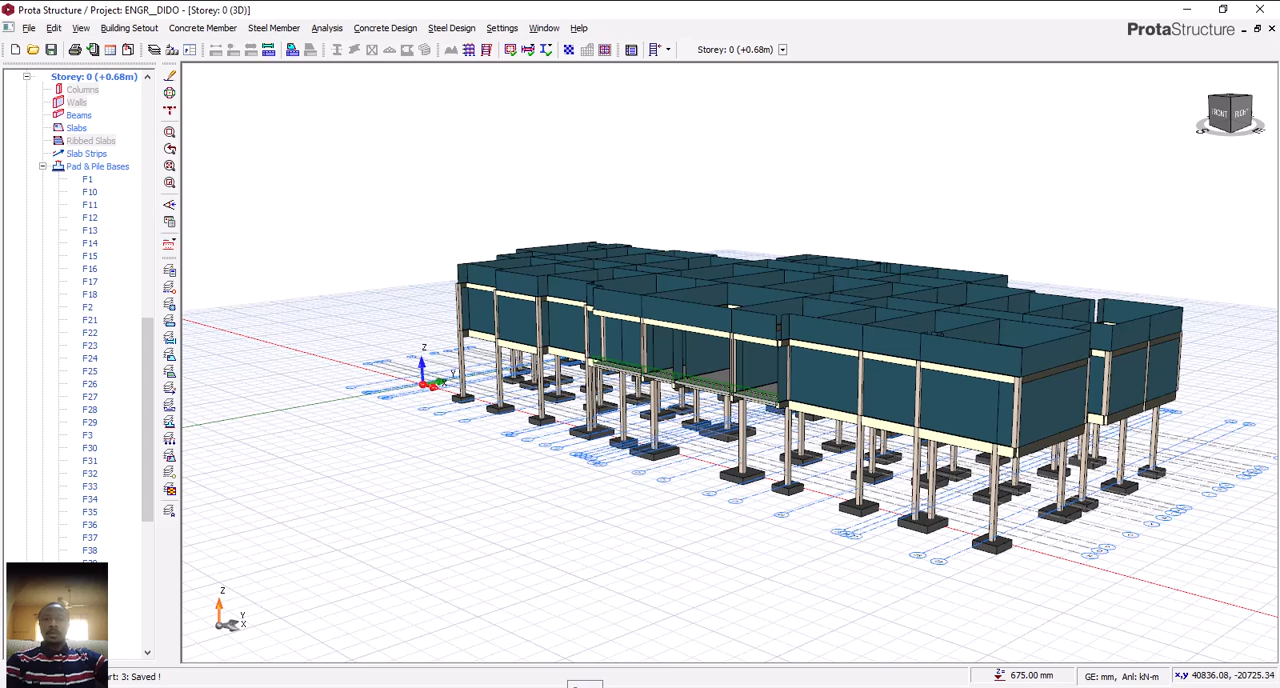 Prota Structure / Project: ENGR__DIDO - [Storey: 0 (3D)]
File Edit View Building Setout Concrete Member Steel Member Analysis Concrete Design Steel Design Settings Window Help
ProtaStructure
Storey: 0 (+0.68m)
Storey: 0 (+0.68m)
Columns
Walls
Beams
Slabs
Ribbed Slabs
Slab Strips
Pad & Pile Bases
F1
F10
F11
F12
F13
F14
F15
F16
F17
F18
F2
F21
F22
F23
F24
F25
F26
F27
F28
F29
F3
F30
F31
F32
F33
F34
F35
F36
F37
F38
FRONT
RIGHT
Z
Y
X
Z
Y
X
art: 3: Saved !
Z= 675.00 mm
GE: mm, Anl: kN-m
x,y 40836.08, -20725.34